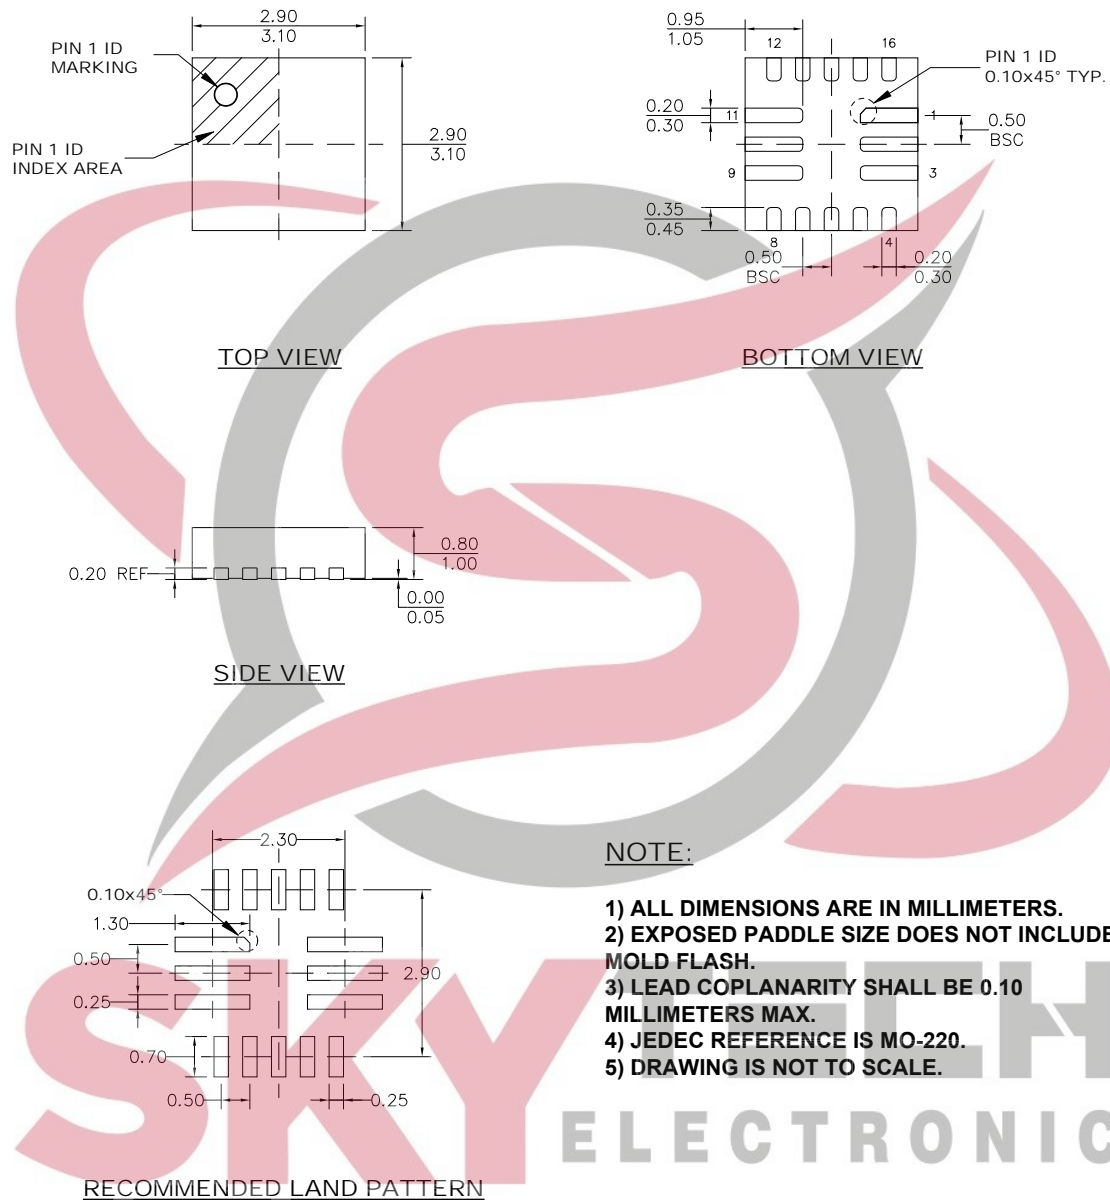 2.90
3.10
PIN 1 ID
MARKING
PIN 1 ID
INDEX AREA
2.90
3.10
TOP VIEW
0.95
1.05
12
16
PIN 1 ID
0.10x45° TYP.
0.20
0.30
11
1
0.50
BSC
9
3
0.35
0.45
8
4
0.50
BSC
0.20
0.30
BOTTOM VIEW
0.20 REF
0.80
1.00
0.00
0.05
SIDE VIEW
2.30
0.10x45°
1.30
0.50
0.25
2.90
0.70
0.50
0.25
RECOMMENDED LAND PATTERN
NOTE:
1) ALL DIMENSIONS ARE IN MILLIMETERS.
2) EXPOSED PADDLE SIZE DOES NOT INCLUDE
MOLD FLASH.
3) LEAD COPLANARITY SHALL BE 0.10
MILLIMETERS MAX.
4) JEDEC REFERENCE IS MO-220.
5) DRAWING IS NOT TO SCALE.
SKYTECH
ELECTRONIC